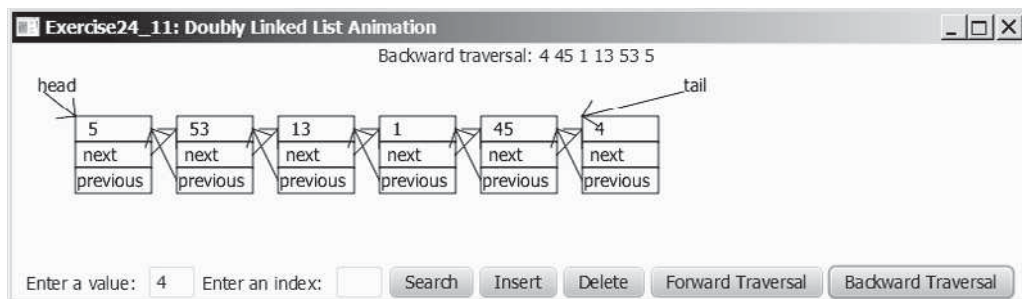 Exercise24_11: Doubly Linked List Animation
Backward traversal: 4 45 1 13 53 5
head tail
5 53 13 1 45 4
next next next next next next
previous previous previous previous previous previous
Enter a value: 4 Enter an index: Search Insert Delete Forward Traversal Backward Traversal